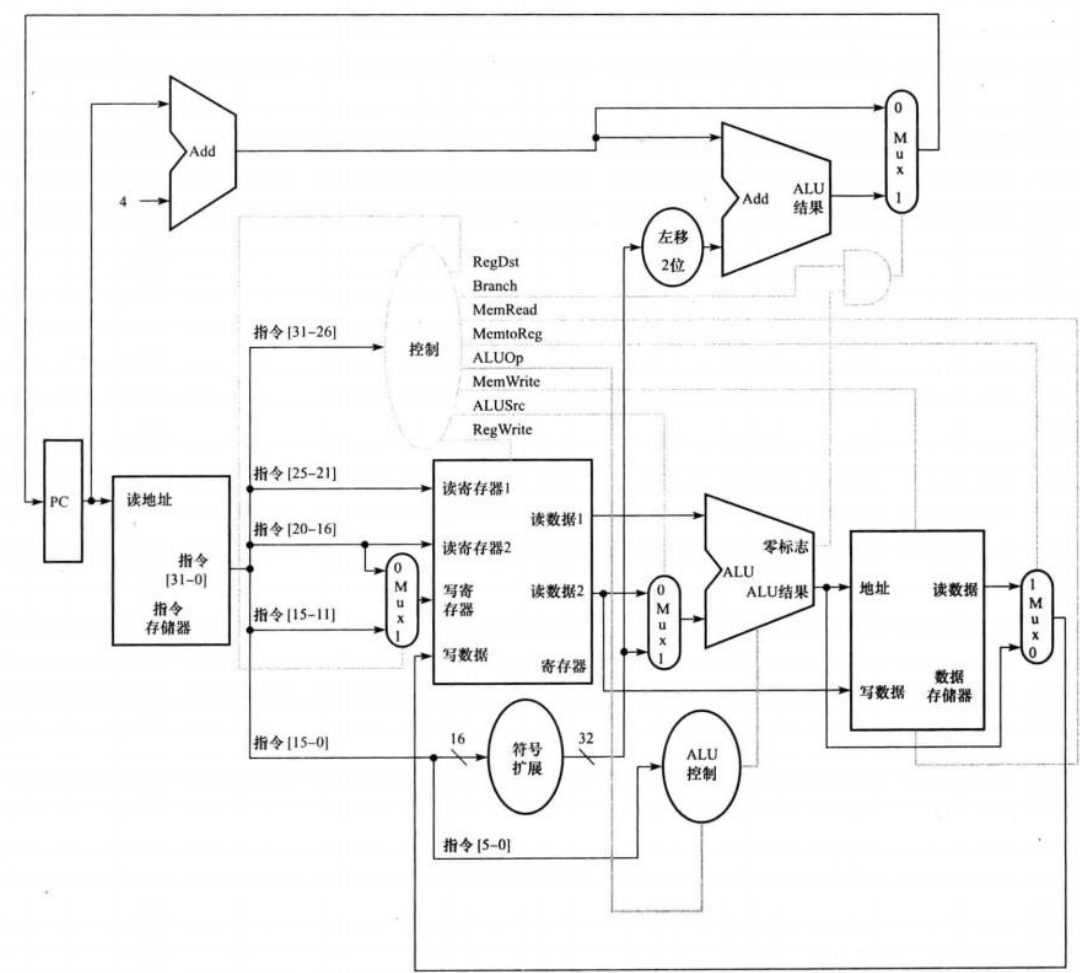 Add
4
0
Mux
1
Add
ALU
结果
左移
2位
RegDst
Branch
MemRead
MemtoReg
ALUOp
MemWrite
ALUSrc
RegWrite
控制
指令 [31-26]
PC
读地址
指令
[31-0]
指令
存储器
指令 [25-21]
指令 [20-16]
指令 [15-11]
0
Mux
1
读寄存器1
读寄存器2
写寄
存器
写数据
读数据1
读数据2
寄存器
0
Mux
1
零标志
ALU
ALU结果
地址
读数据
写数据
数据
存储器
1
Mux
0
指令 [15-0]
16
符号
扩展
32
ALU
控制
指令 [5-0]